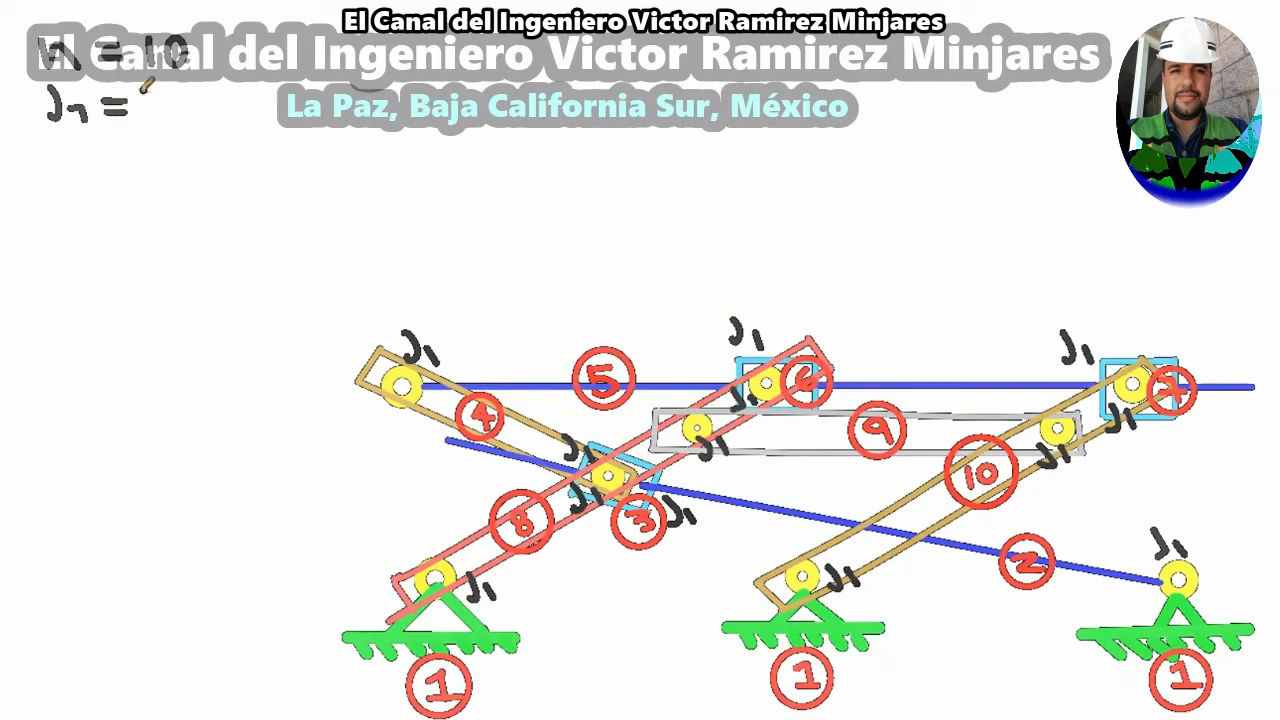 El Canal del Ingeniero Victor Ramirez Minjares
n = 10
El Canal del Ingeniero Victor Ramirez Minjares
J1 =
La Paz, Baja California Sur, México
J1
J1
J1
5
6
7
J1
4
J1
9
J1
J1
J1
10
J1
8
3
J1
2
J1
J1
J1
1
1
1